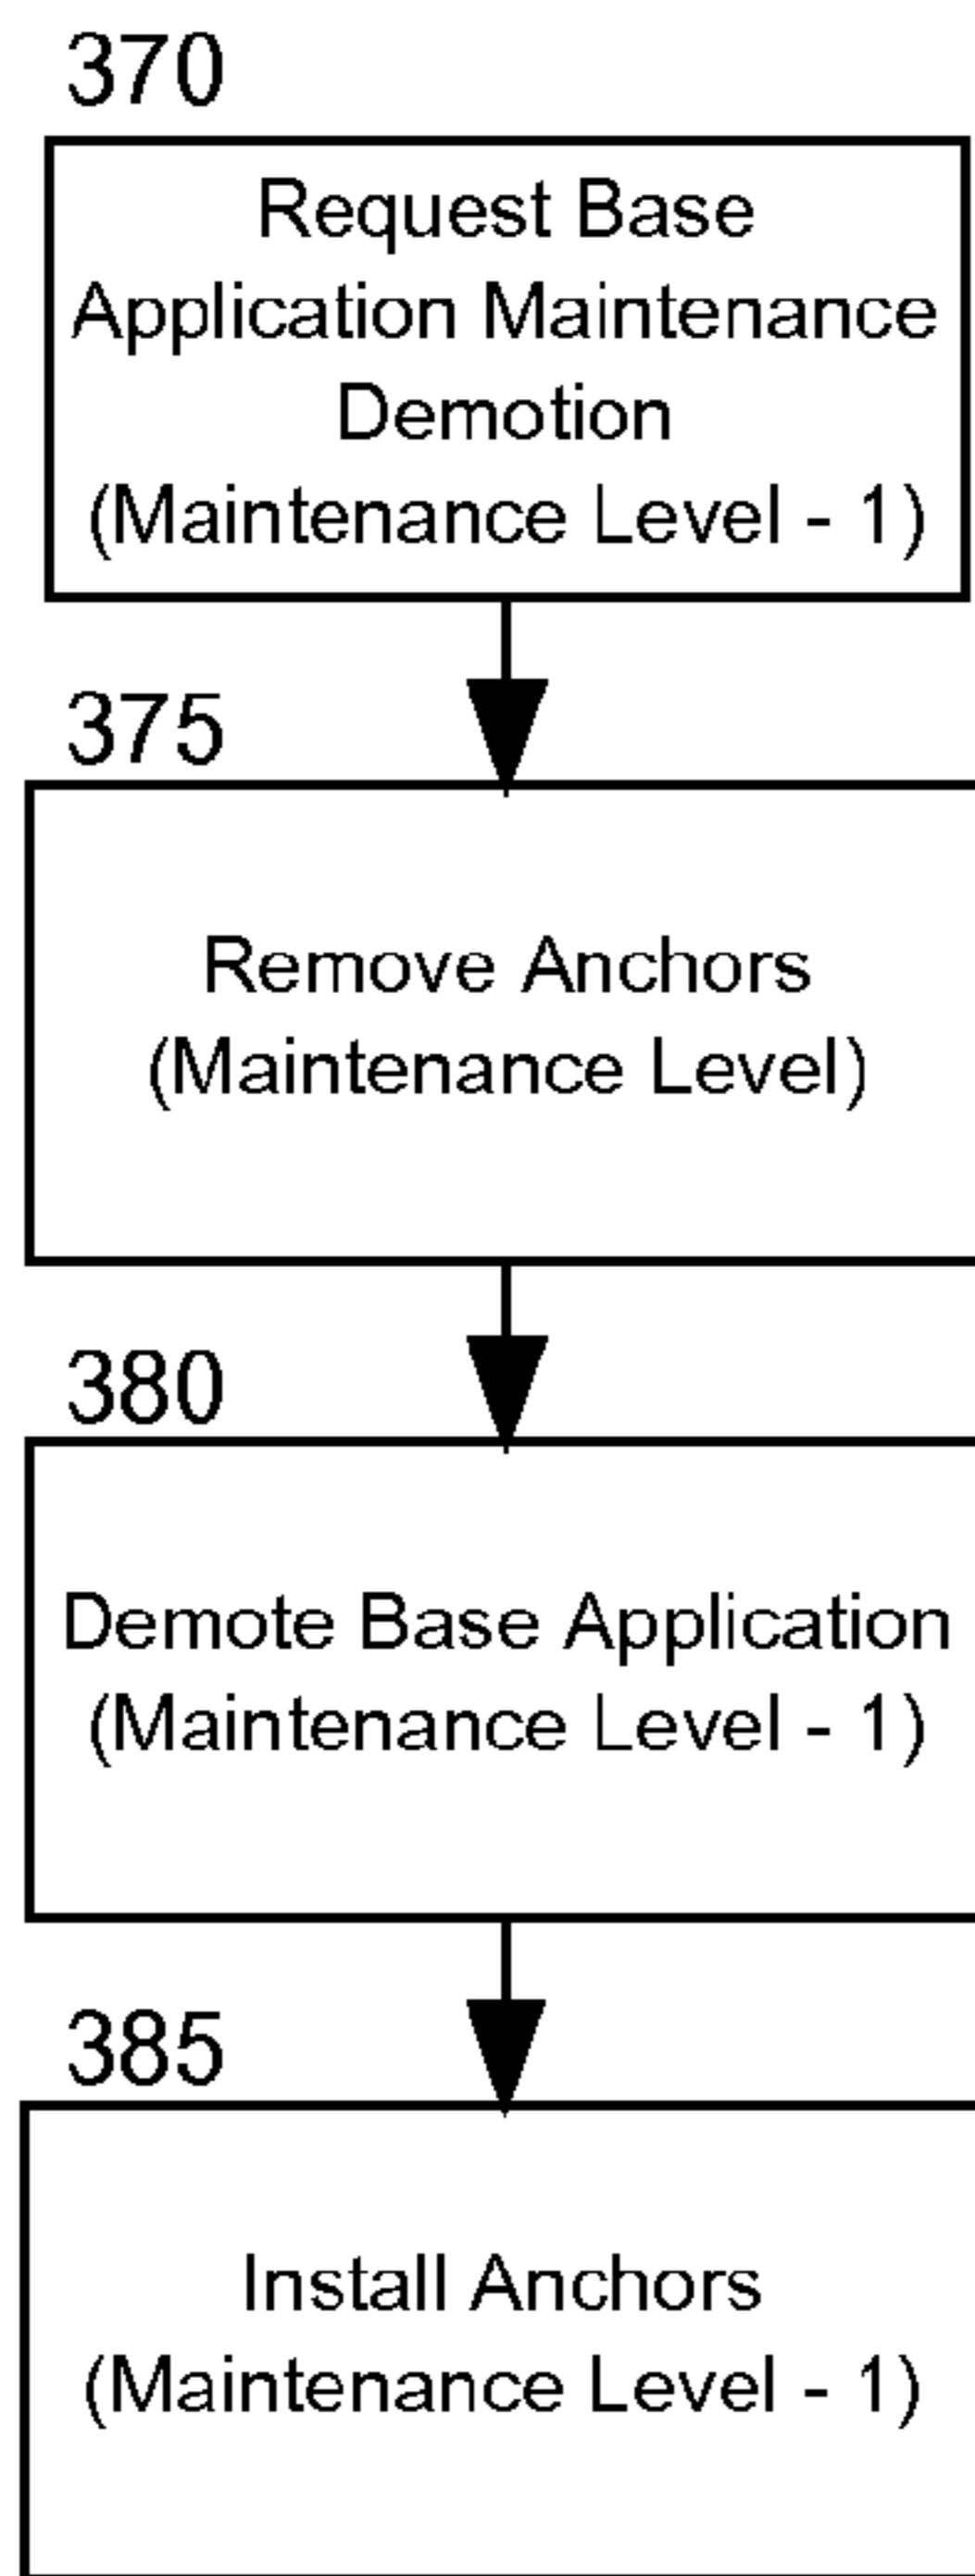 370
Request Base
Application Maintenance
Demotion
(Maintenance Level - 1)
375
Remove Anchors
(Maintenance Level)
380
Demote Base Application
(Maintenance Level - 1)
385
Install Anchors
(Maintenance Level - 1)